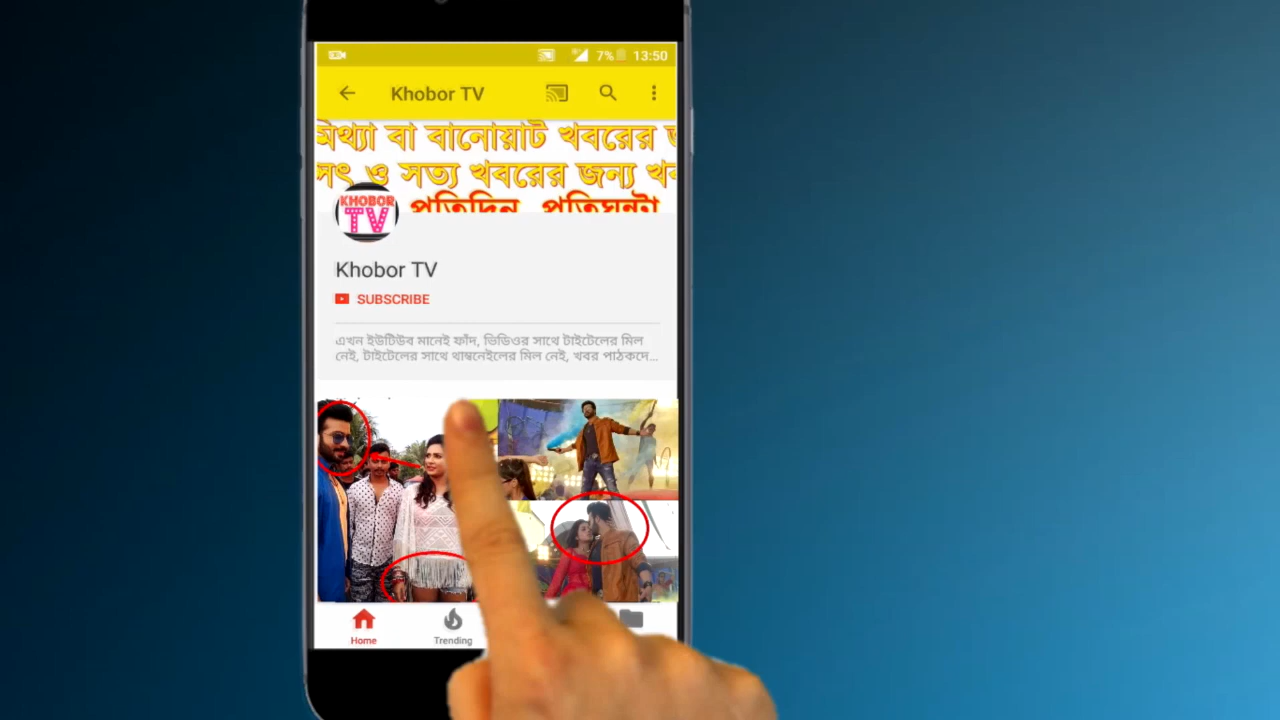 7% 13:50
Khobor TV
মিথ্যা বা বানোয়াট খবরের
সৎ ও সত্য খবরের জন্য
KHOBOR
TV
প্রতিদিন প্রতিঘন্টা
Khobor TV
SUBSCRIBE
এখন ইউটিউব মানেই ফাঁদ, ভিডিওর সাথে টাইটেলের মিল
নেই, টাইটেলের সাথে থাম্বনেইলের মিল নেই, খবর পাঠকদে...
Home Trending